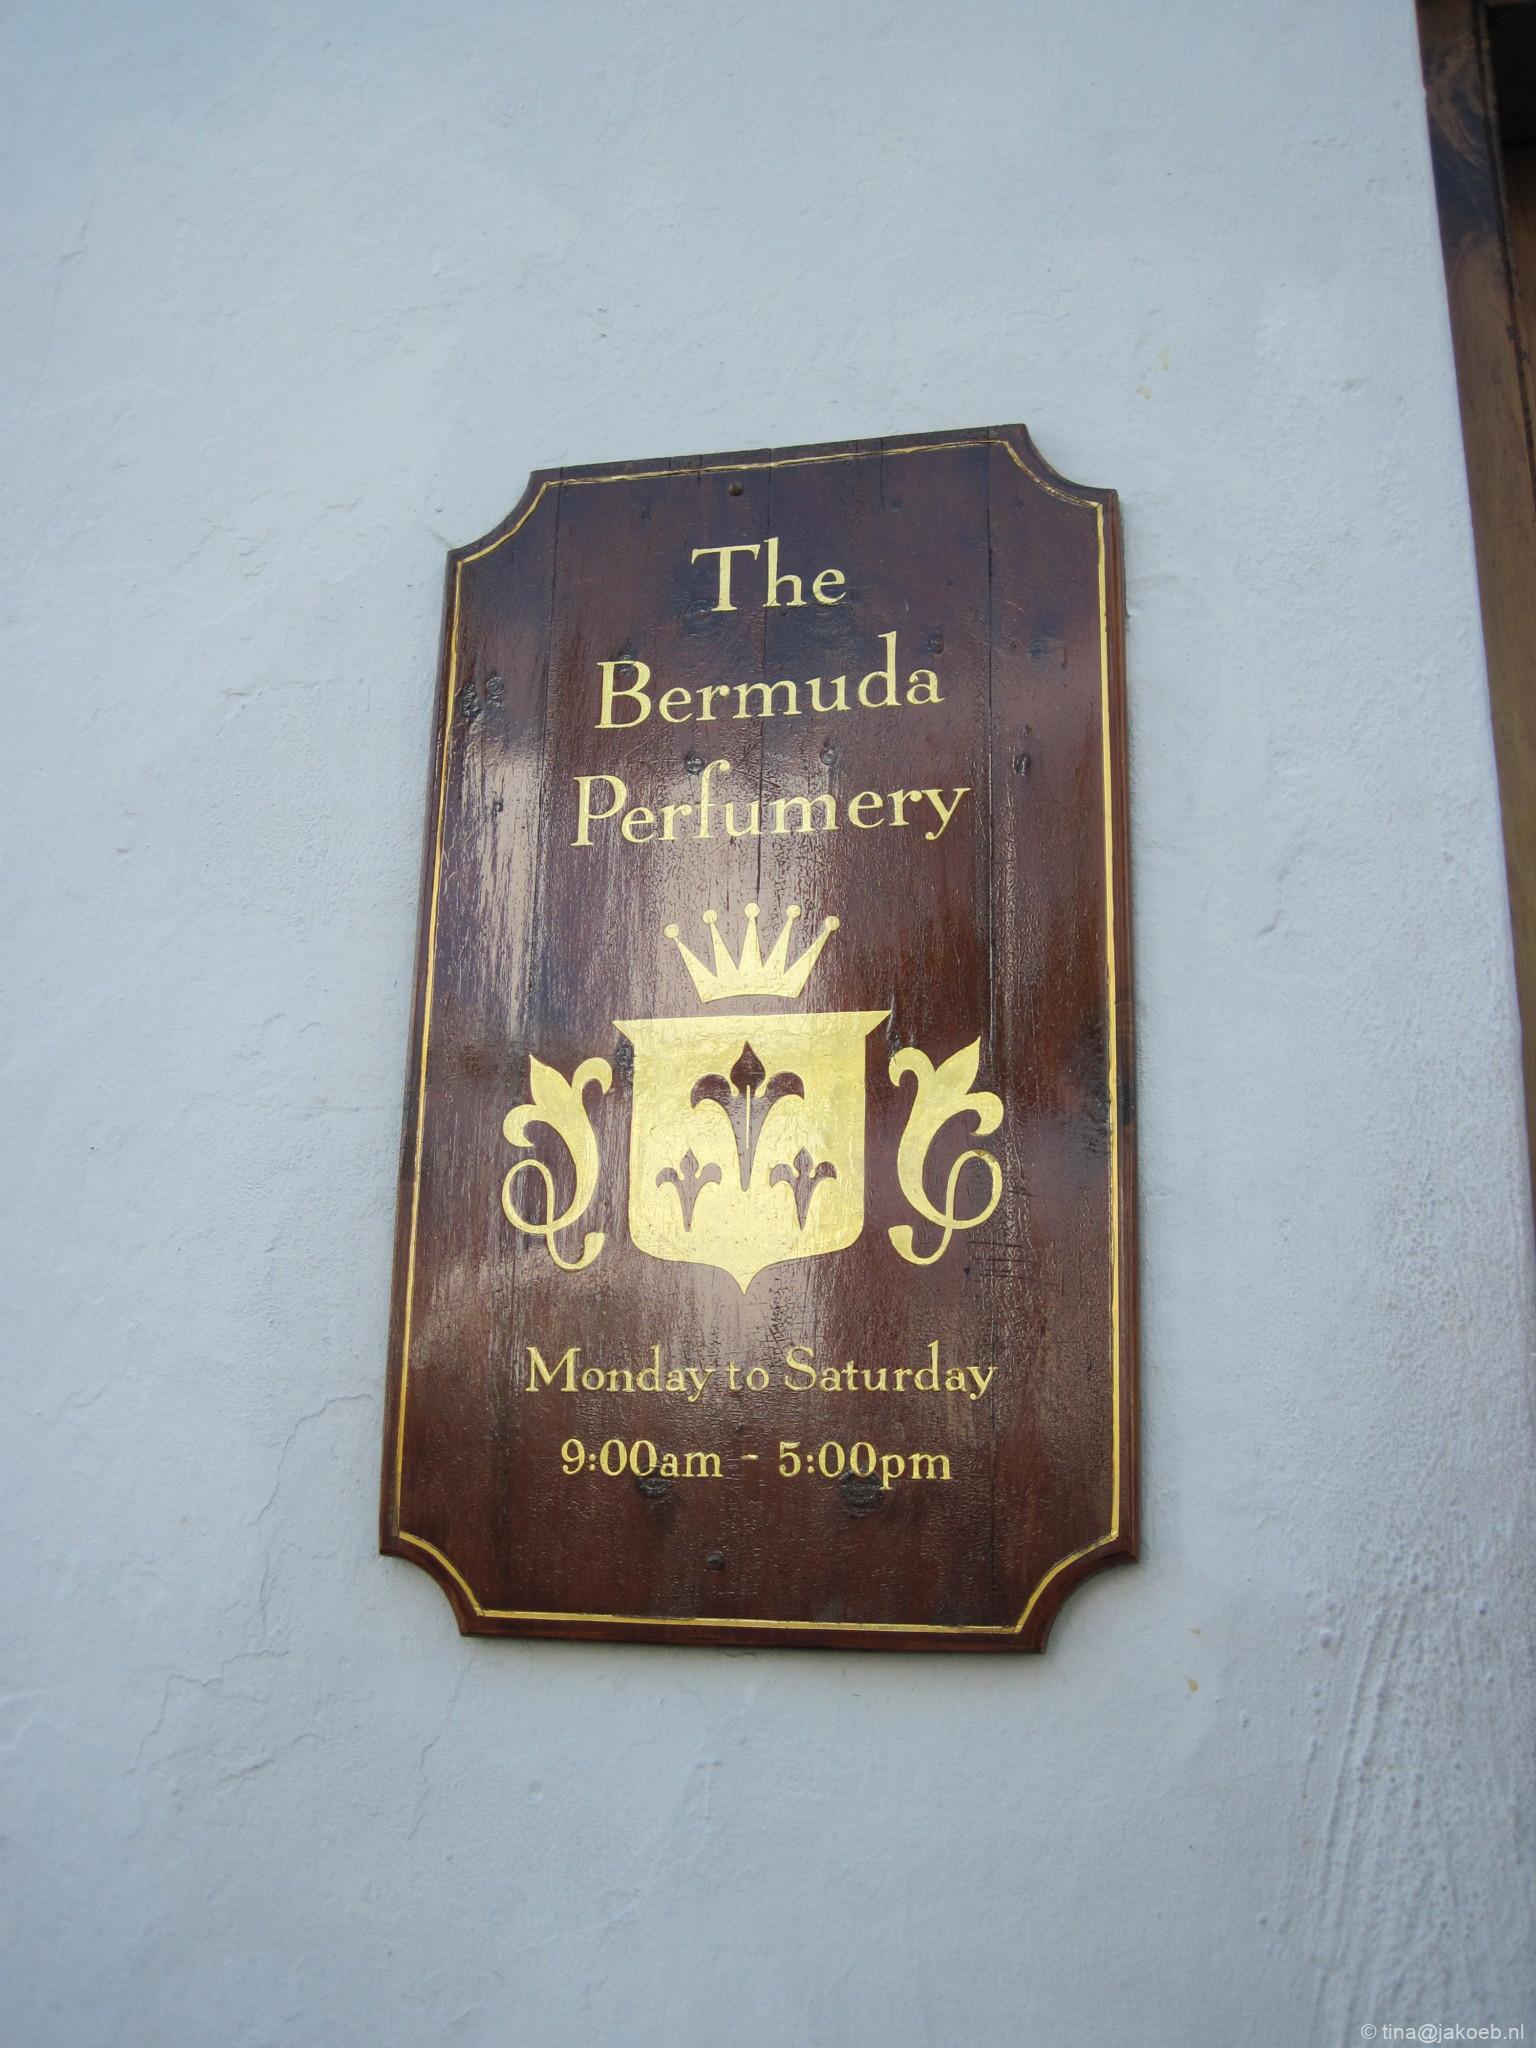 The
Bermuda
Perfumery
Monday to Saturday
9:00am - 5:00pm
© tina@jakoeb.nl